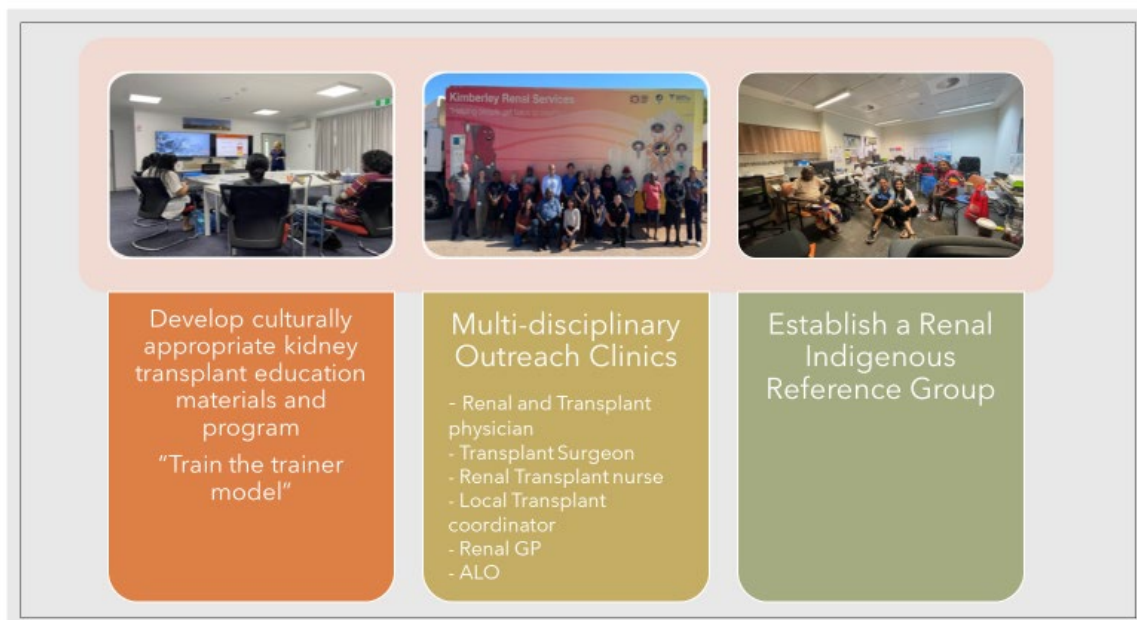 Kimberley Renal Services
Develop culturally
appropriate kidney
transplant education
materials and
program
“Train the trainer
model”
Multi-disciplinary
Outreach Clinics
- Renal and Transplant
physician
- Transplant Surgeon
- Renal Transplant nurse
- Local Transplant
coordinator
- Renal GP
- ALO
Establish a Renal
Indigenous
Reference Group